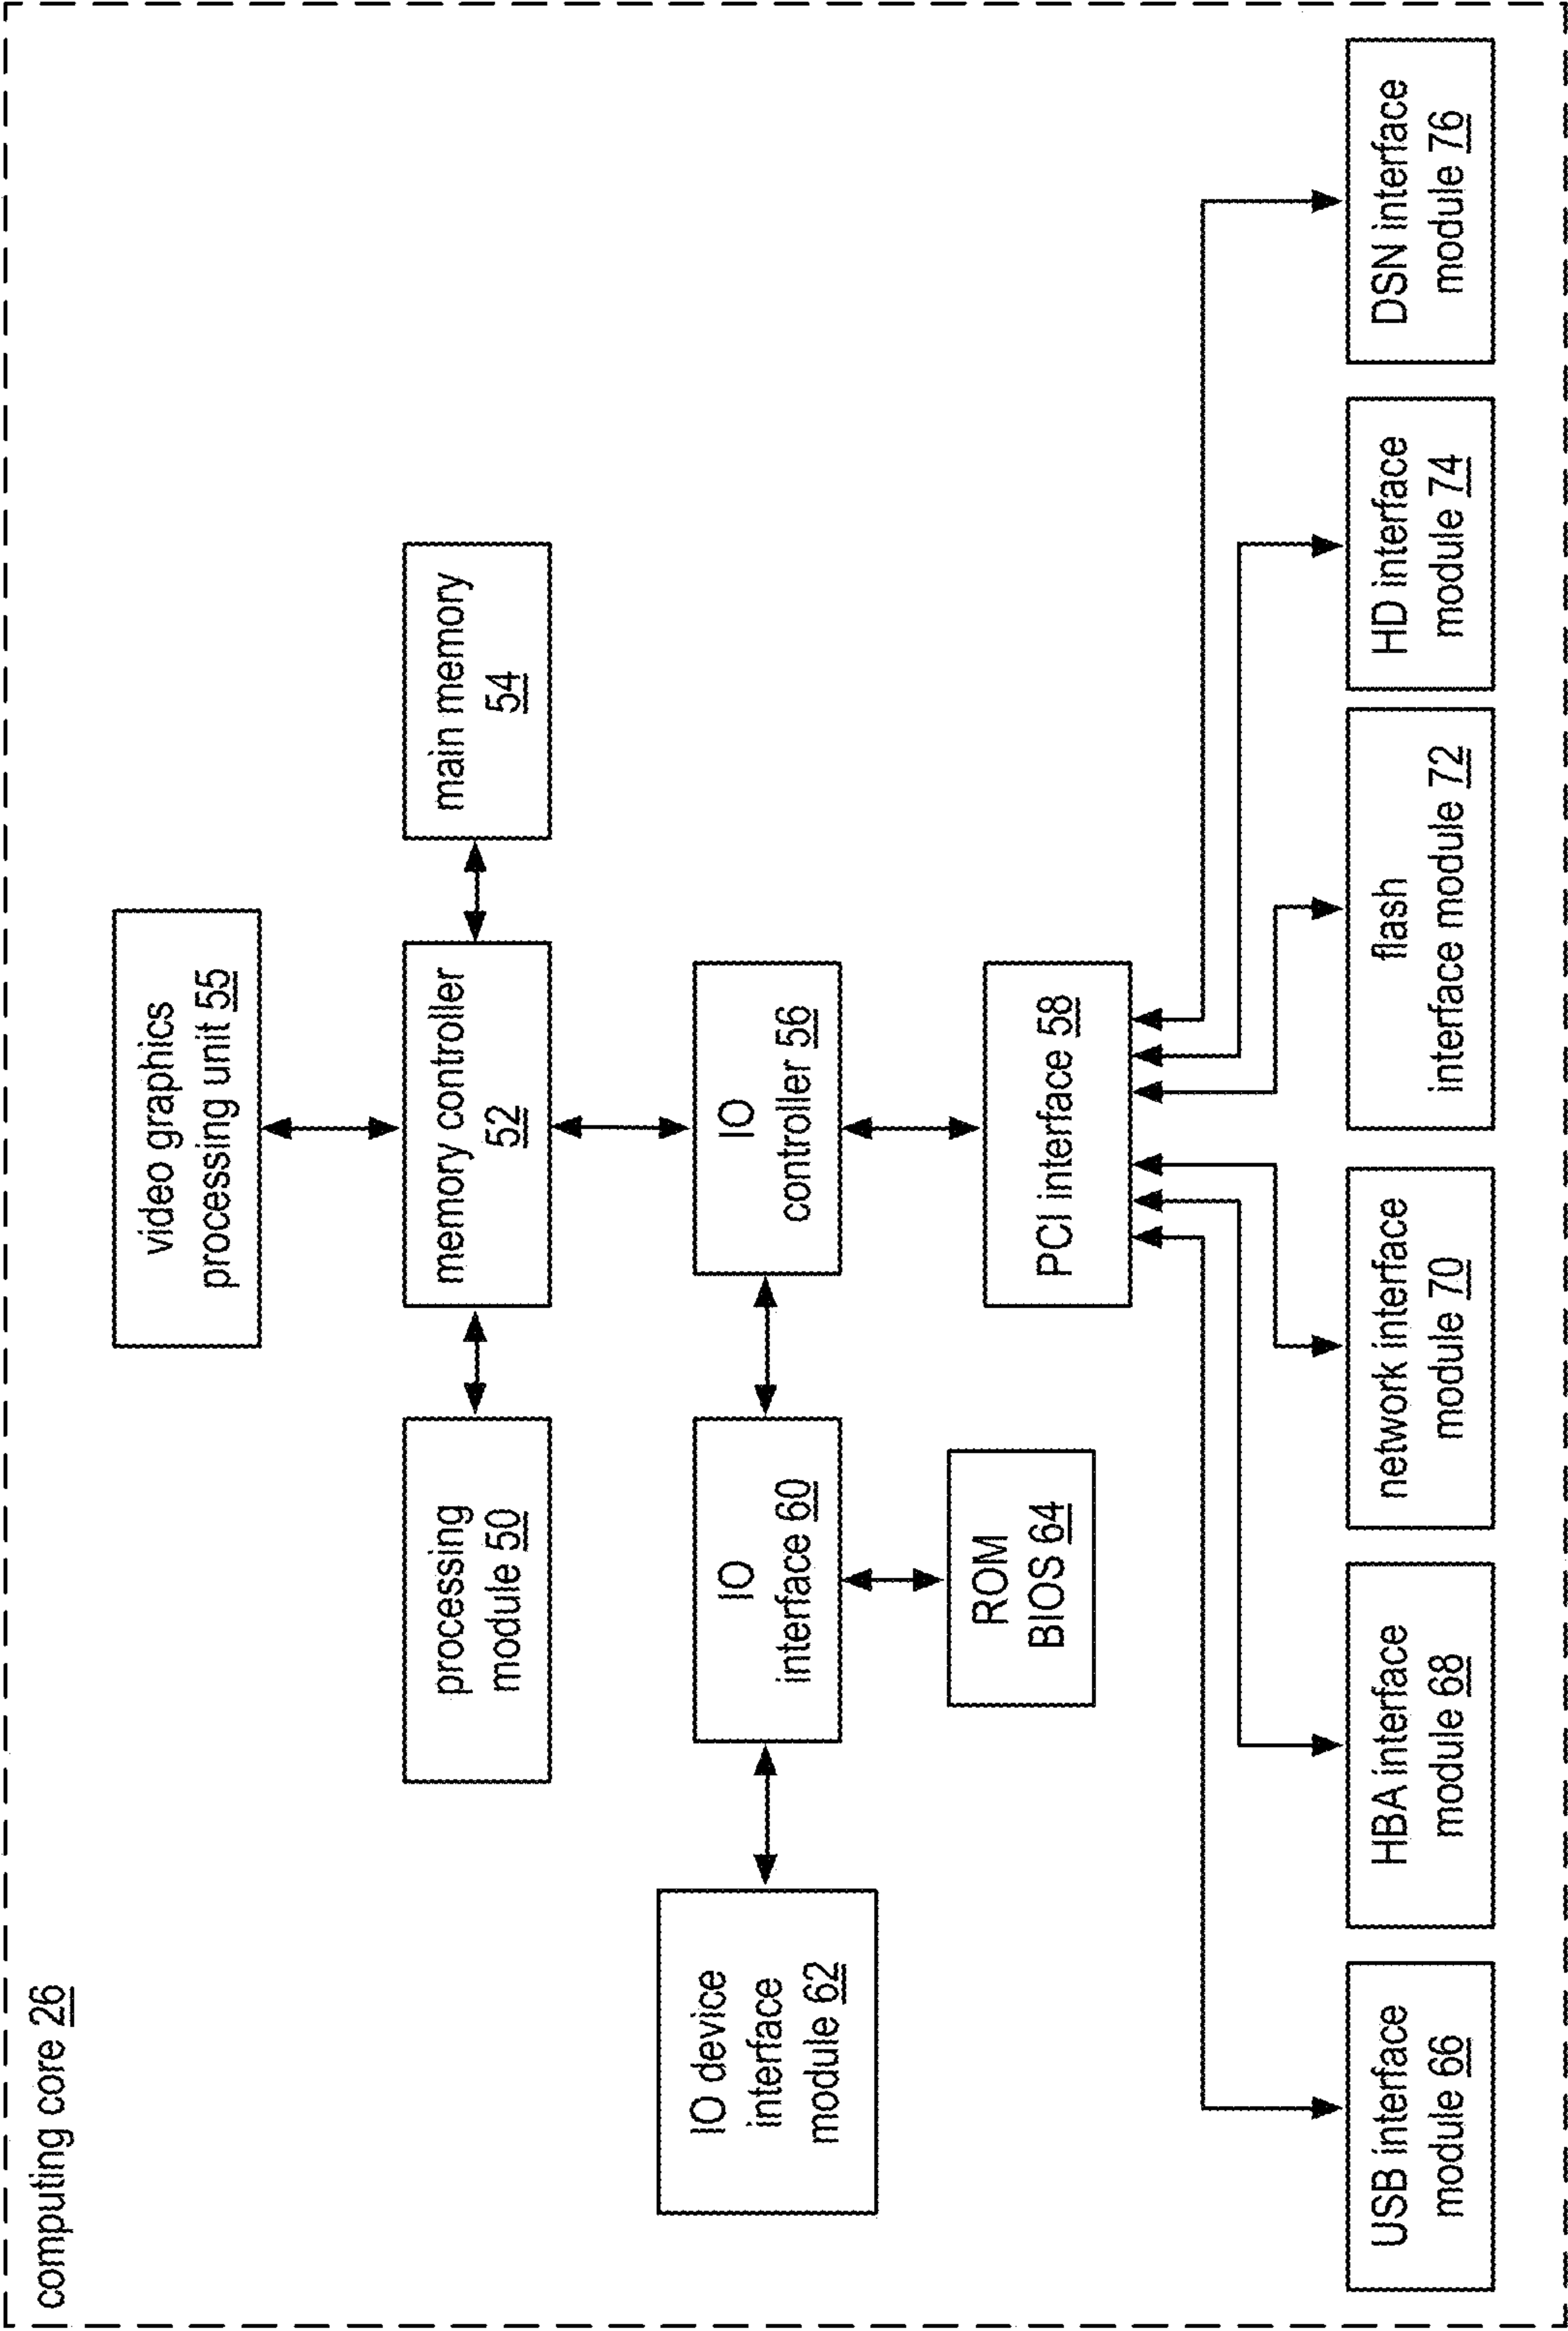 computing core 26
video graphics
processing unit 55
processing
module 50
memory controller
52
main memory
54
IO device
interface
module 62
IO
interface 60
IO
controller 56
ROM
BIOS 64
PCI interface 58
USB interface
module 66
HBA interface
module 68
network interface
module 70
flash
interface module 72
HD interface
module 74
DSN interface
module 76